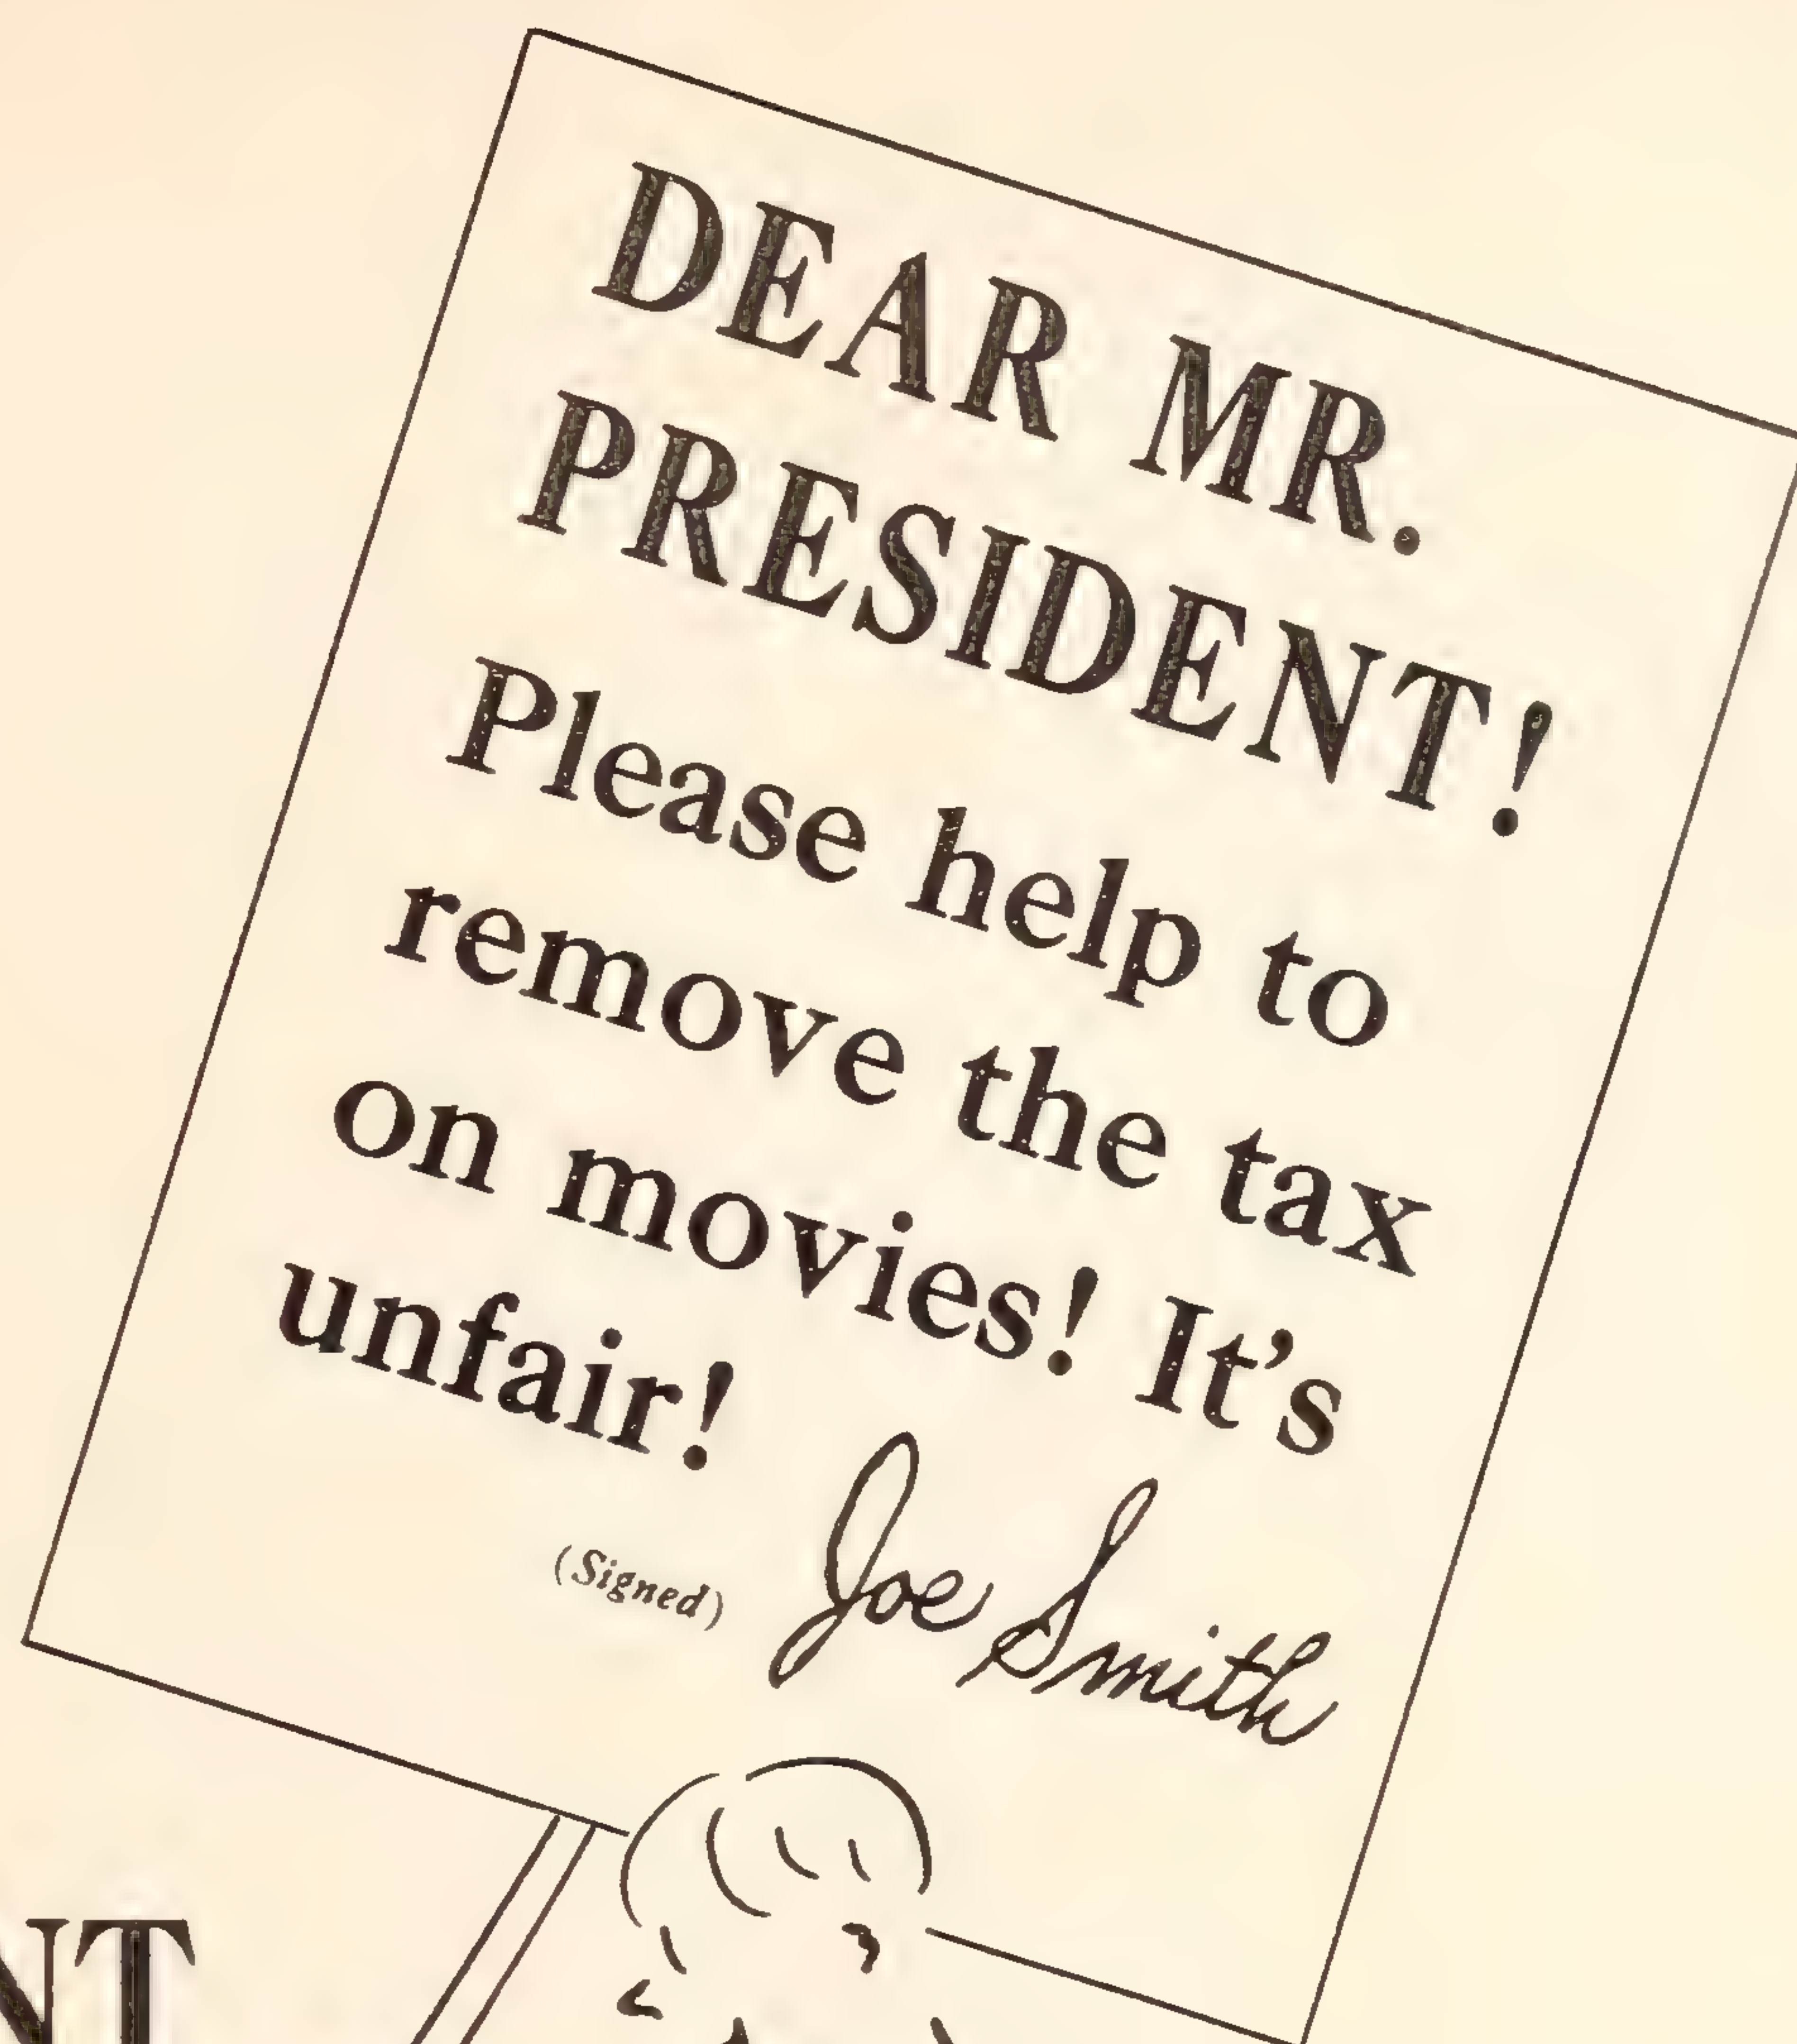 DEAR MR.
PRESIDENT!
Please help to
remove the tax
on movies! It's
unfair!
(Signed) Joe Smith
NT